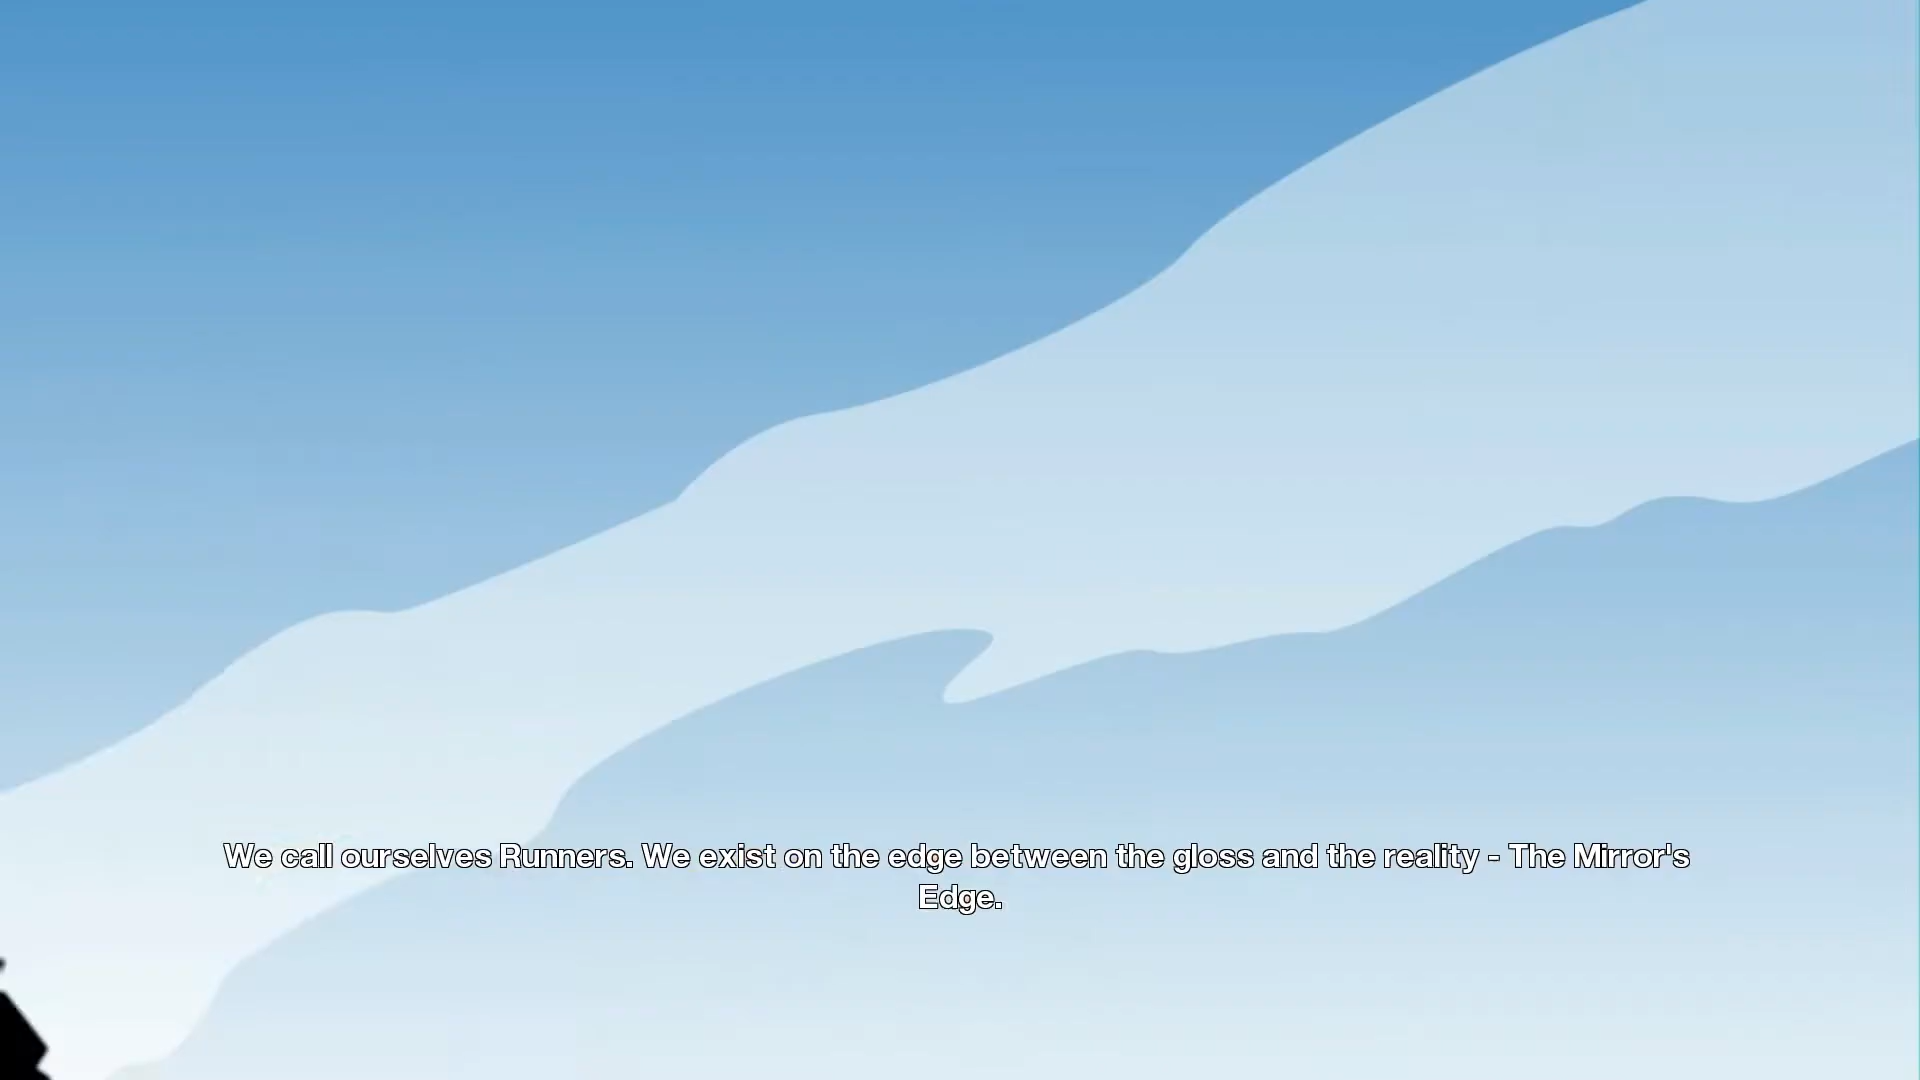 We call ourselves Runners. We exist on the edge between the gloss and the reality - The Mirror's
Edge.